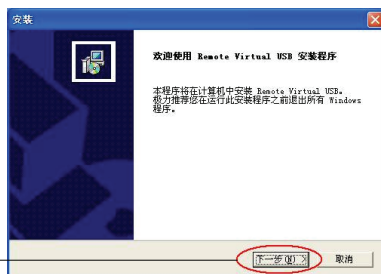 安装
欢迎使用 Remote Virtual USB 安装程序
本程序将在计算机中安装 Remote Virtual USB。
极力推荐您在运行此安装程序之前退出所有 Windows
程序。
下一步(N) >
取消